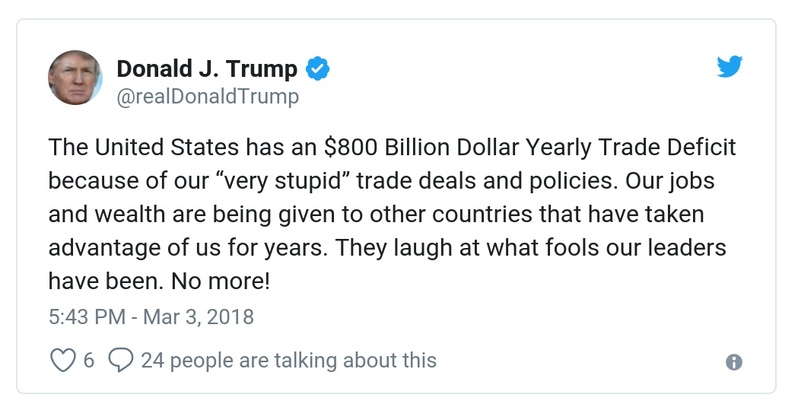 Donald J. Trump
@realDonaldTrump
The United States has an $800 Billion Dollar Yearly Trade Deficit
because of our “very stupid” trade deals and policies. Our jobs
and wealth are being given to other countries that have taken
advantage of us for years. They laugh at what fools our leaders
have been. No more!
5:43 PM - Mar 3, 2018
6 24 people are talking about this